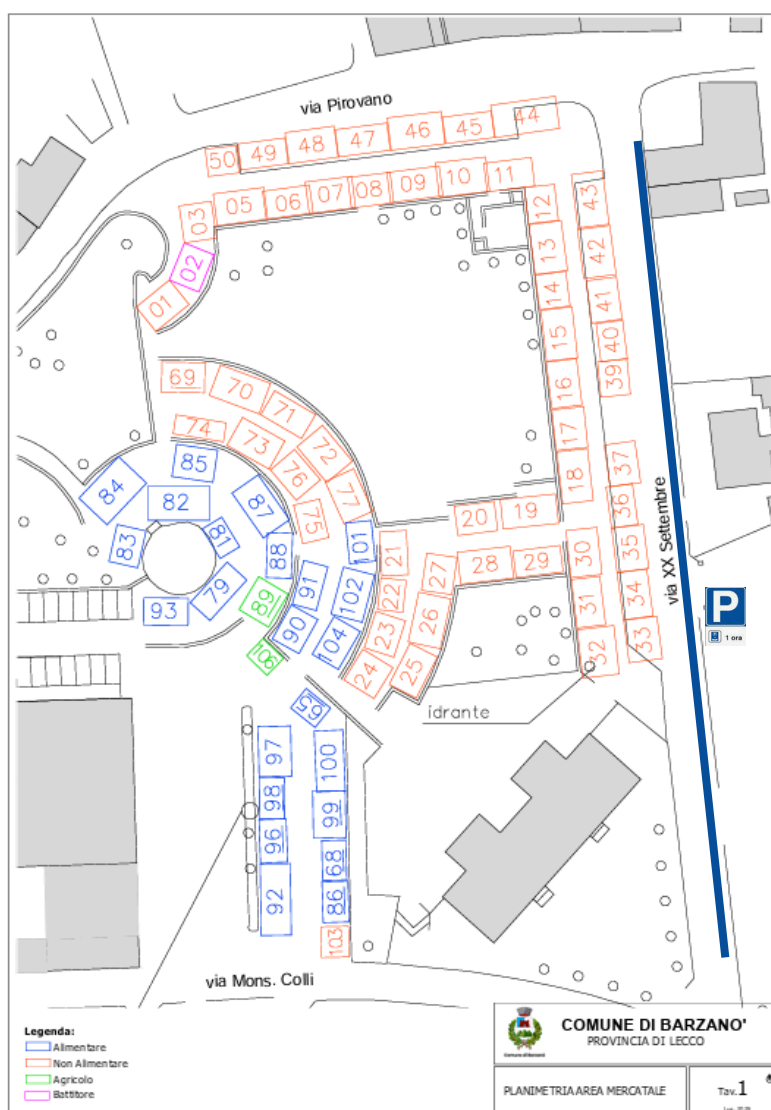 via Pirovano
50 49 48 47 46 45 44
03 05 06 07 08 09 10 11
02
01
12 43
13 42
14 41
15 40
16 39
17
18 37
36
35
34
33
via XX Settembre
P
1 ora
69 70 71 72 77
74 73 76 75
85
84 82 87
83 81 88 101
93 79 89 91 102
90 104
106
20 19
21 28 29 30
22 27
23 26 31
24 25 32
idrante
65
97 100
98 99
96 68
92 86
103
via Mons. Colli
Legenda:
Alimentare
Non Alimentare
Agricolo
Battitore
Comune di Barzanò
COMUNE DI BARZANO'
PROVINCIA DI LECCO
PLANIMETRIA AREA MERCATALE
Tav.1